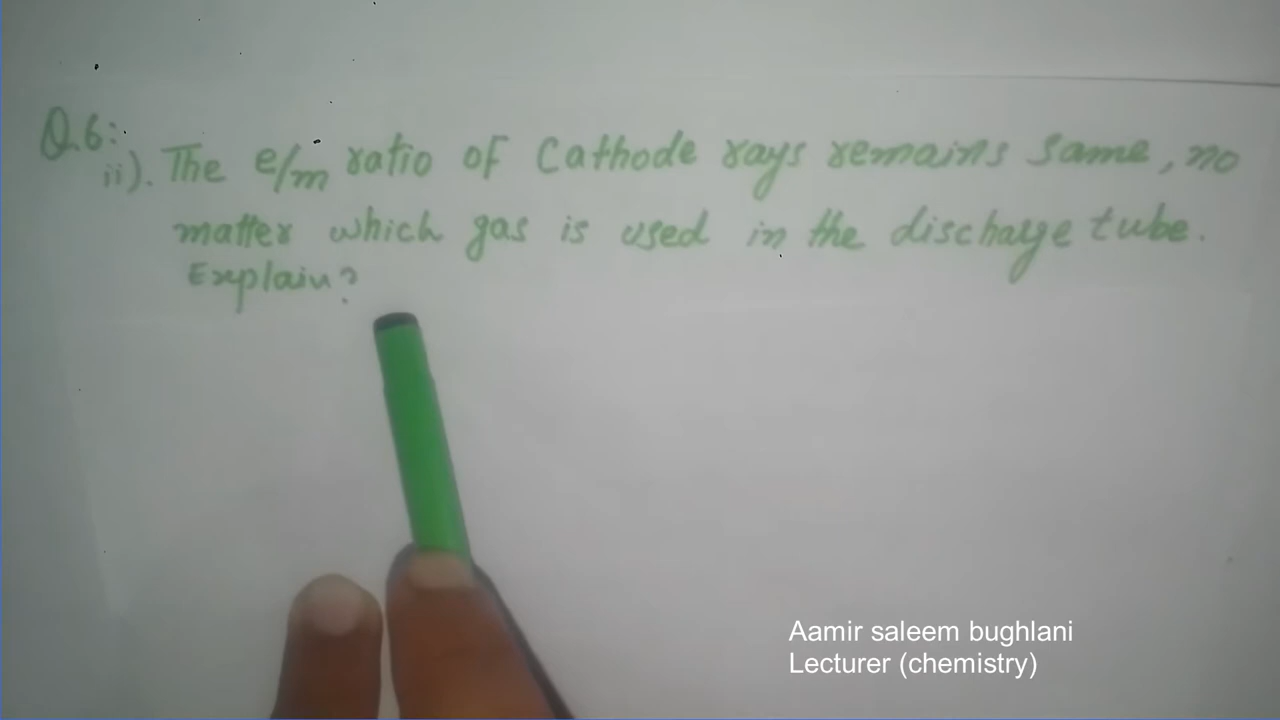 Q.6:
ii). The e/m ratio of Cathode rays remains same, no
matter which gas is used in the discharge tube.
Explain?
Aamir saleem bughlani
Lecturer (chemistry)